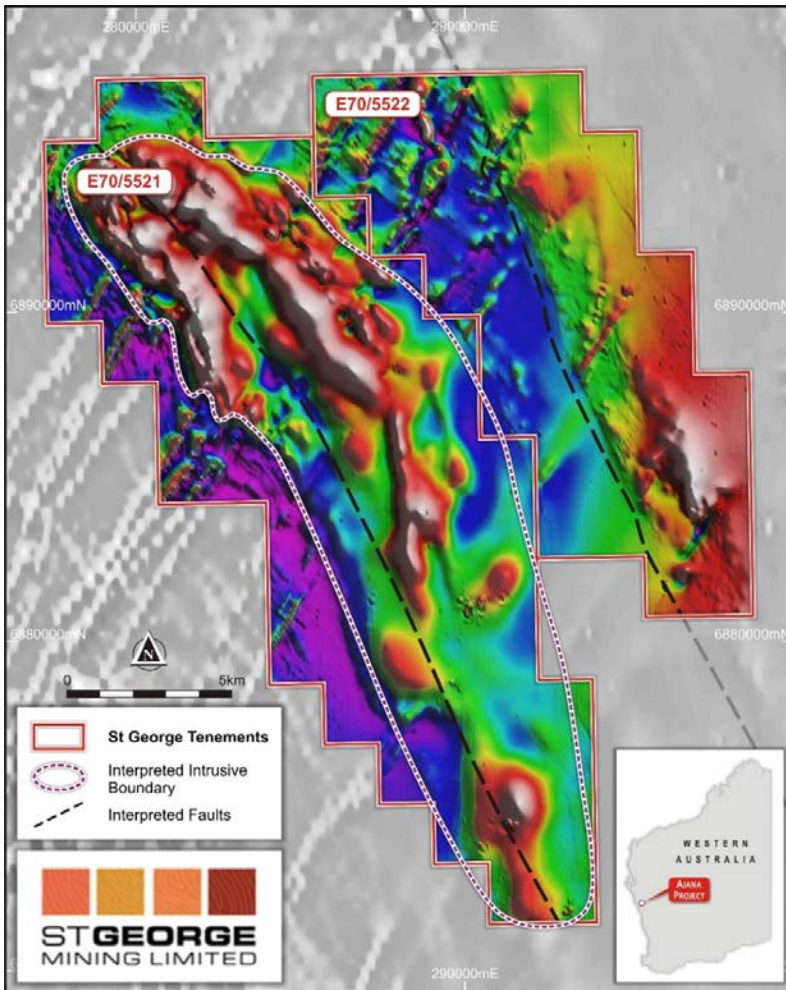 280000mE
290000mE
E70/5522
E70/5521
6890000mN
6890000mN
6880000mN
6880000mN
N
0
5km
St George Tenements
Interpreted Intrusive
Boundary
Interpreted Faults
WESTERN
AUSTRALIA
AJANA
PROJECT
STGEORGE
MINING LIMITED
290000mE